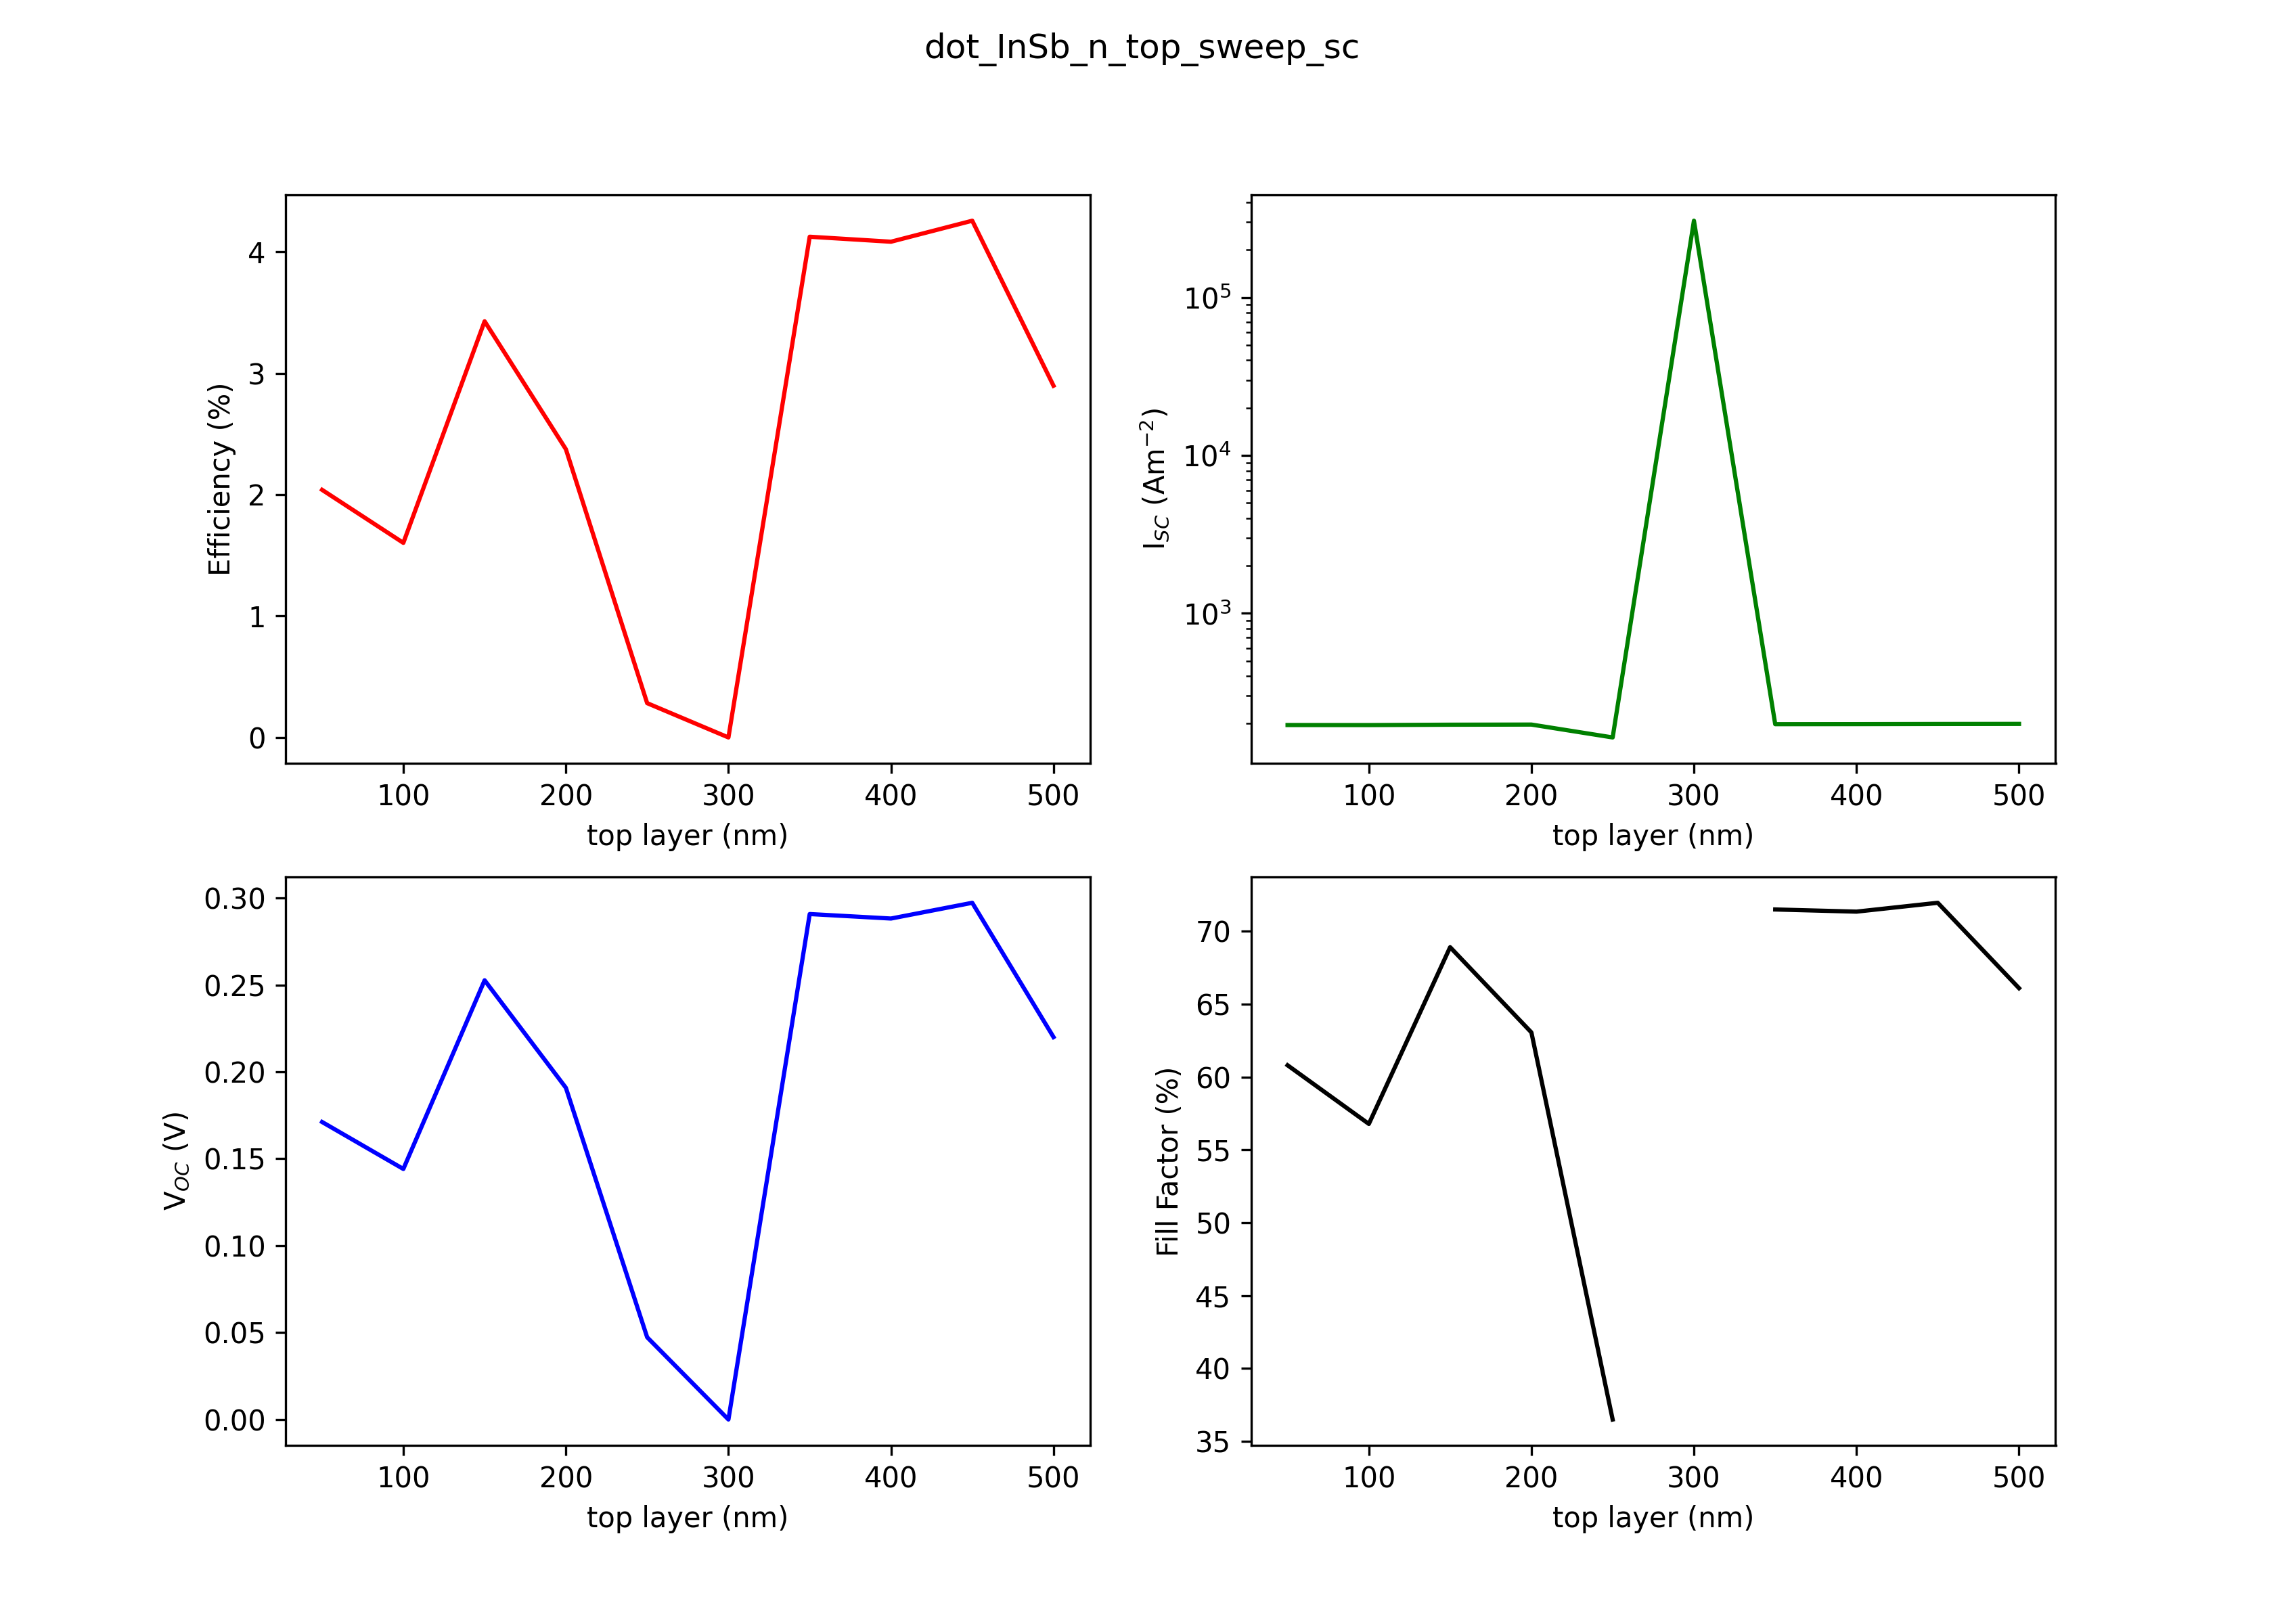 dot_InSb_n_top_sweep_sc
Efficiency (%)
4
3
2
1
0
100 200 300 400 500
top layer (nm)
I_SC (Am^−2)
10^5
10^4
10^3
100 200 300 400 500
top layer (nm)
V_OC (V)
0.30
0.25
0.20
0.15
0.10
0.05
0.00
100 200 300 400 500
top layer (nm)
Fill Factor (%)
70
65
60
55
50
45
40
35
100 200 300 400 500
top layer (nm)